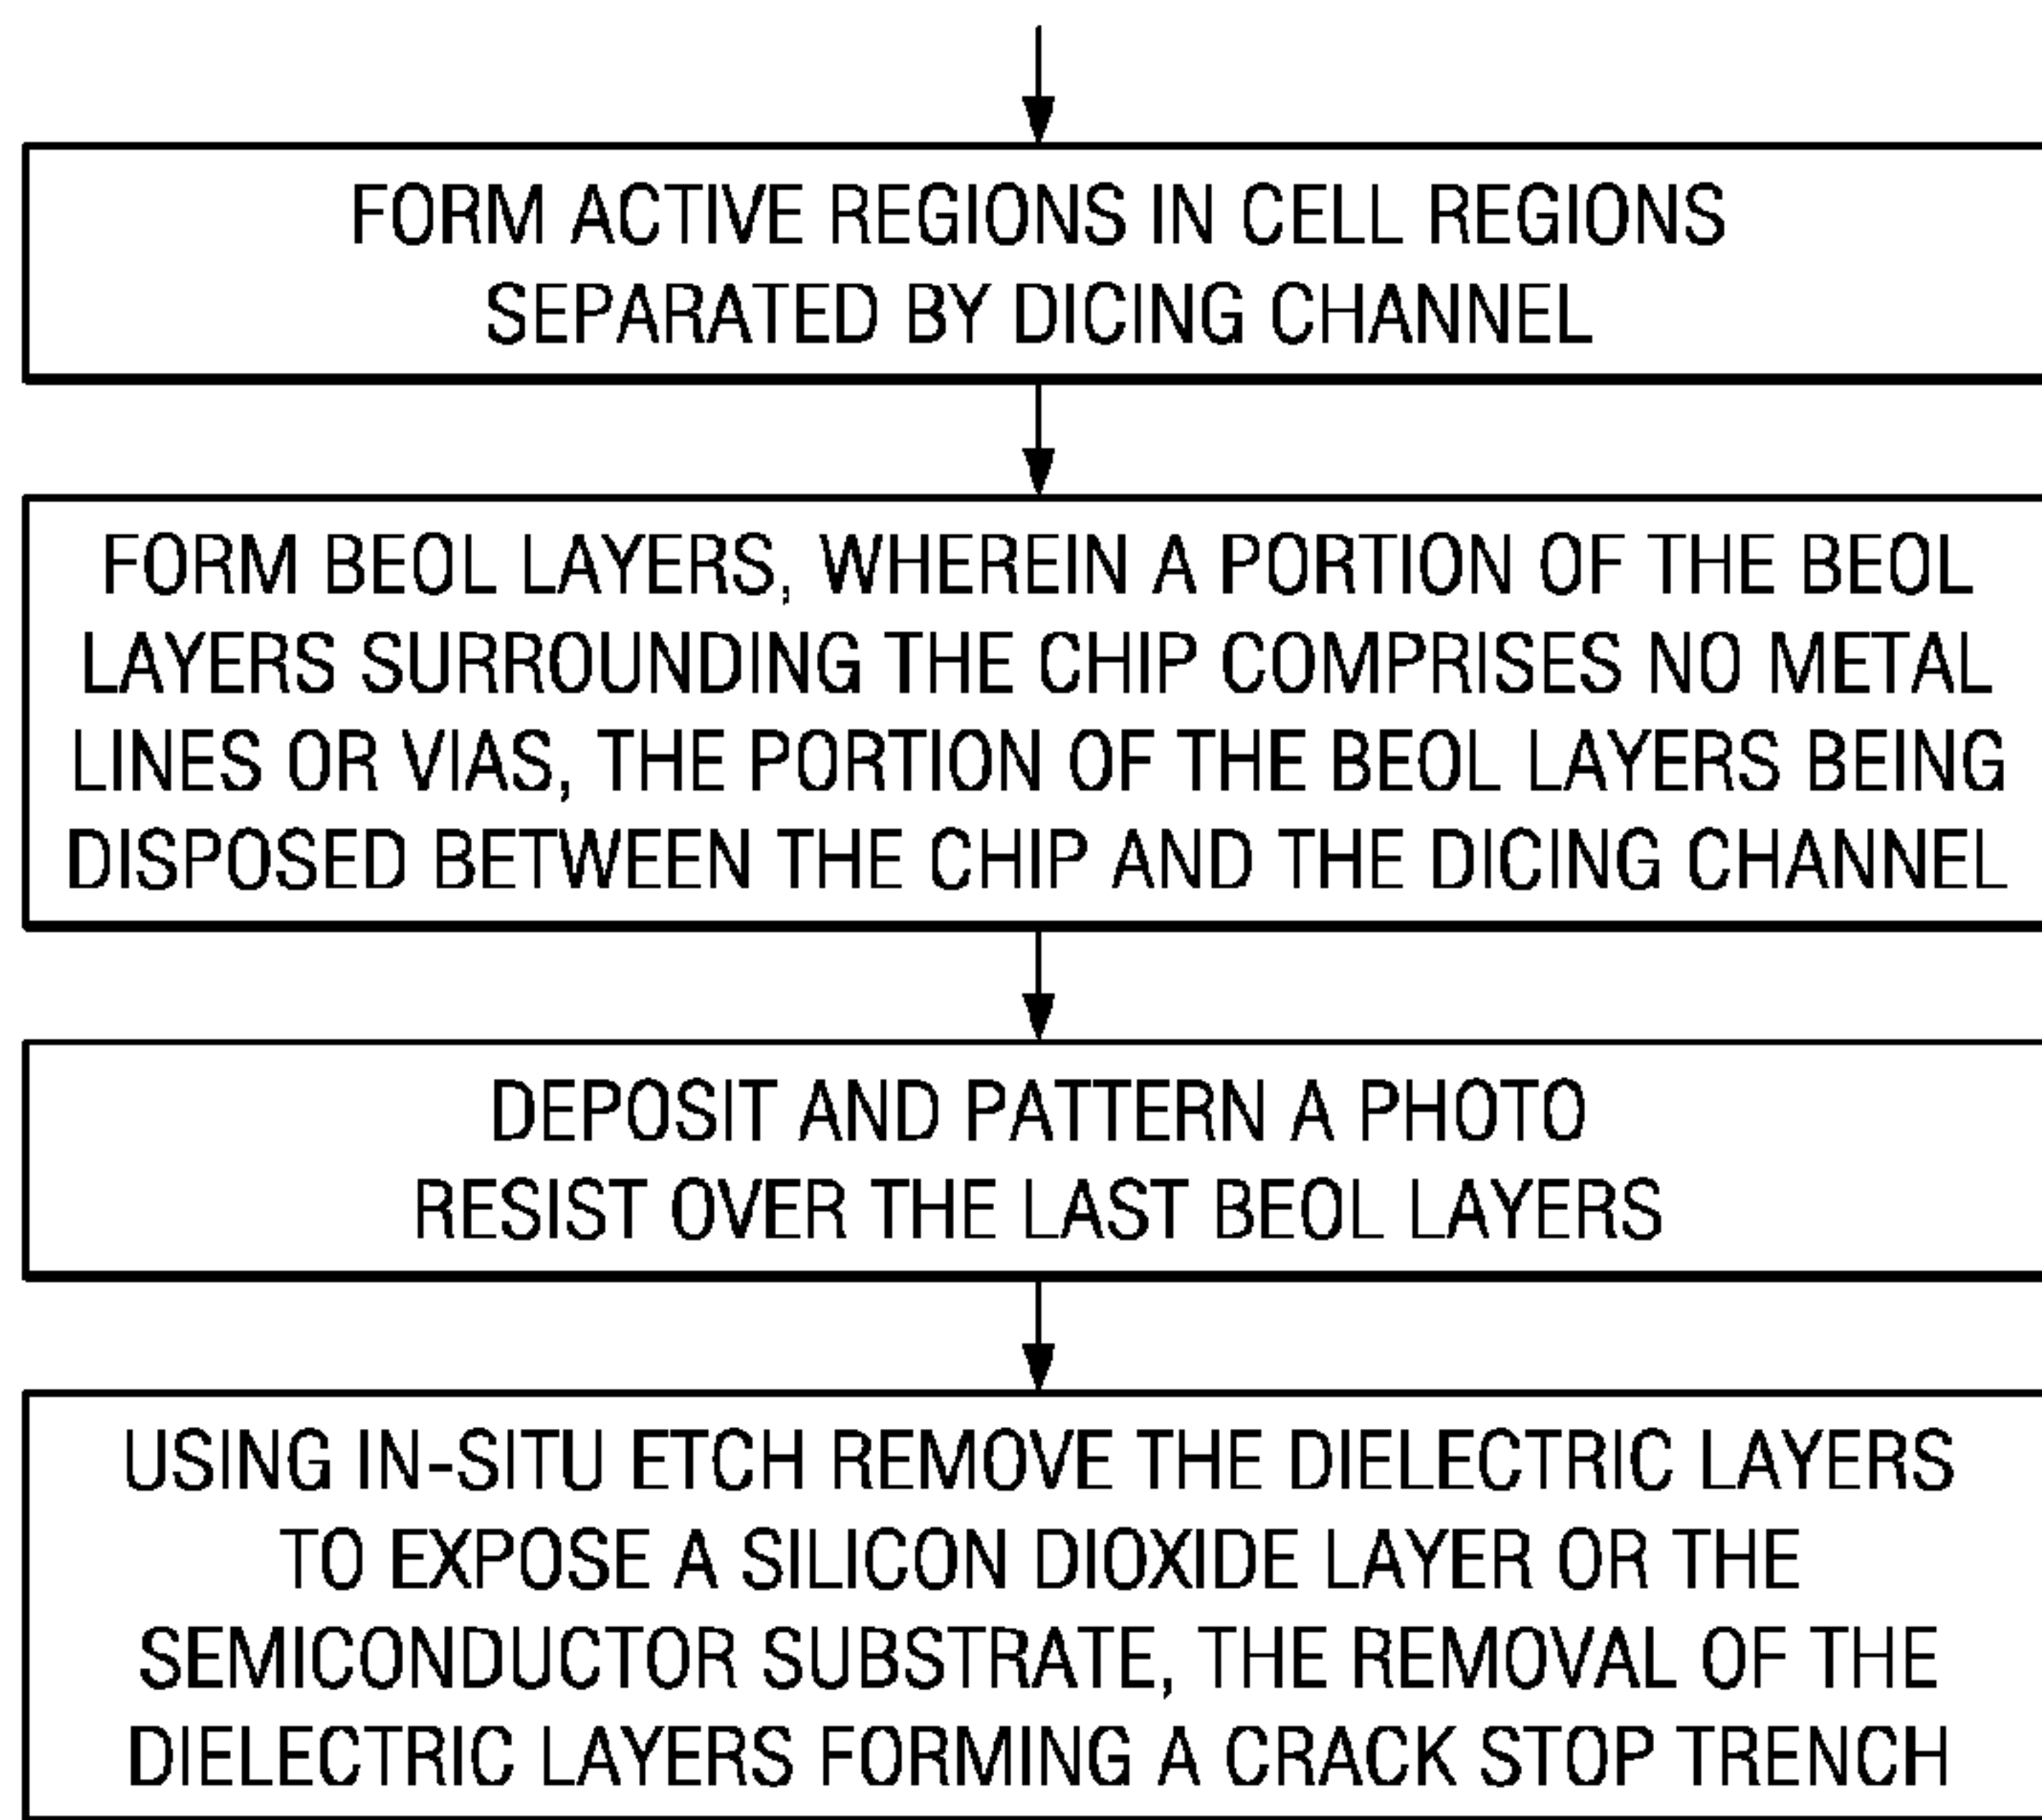 FORM ACTIVE REGIONS IN CELL REGIONS
SEPARATED BY DICING CHANNEL
FORM BEOL LAYERS, WHEREIN A PORTION OF THE BEOL
LAYERS SURROUNDING THE CHIP COMPRISES NO METAL
LINES OR VIAS, THE PORTION OF THE BEOL LAYERS BEING
DISPOSED BETWEEN THE CHIP AND THE DICING CHANNEL
DEPOSIT AND PATTERN A PHOTO
RESIST OVER THE LAST BEOL LAYERS
USING IN-SITU ETCH REMOVE THE DIELECTRIC LAYERS
TO EXPOSE A SILICON DIOXIDE LAYER OR THE
SEMICONDUCTOR SUBSTRATE, THE REMOVAL OF THE
DIELECTRIC LAYERS FORMING A CRACK STOP TRENCH